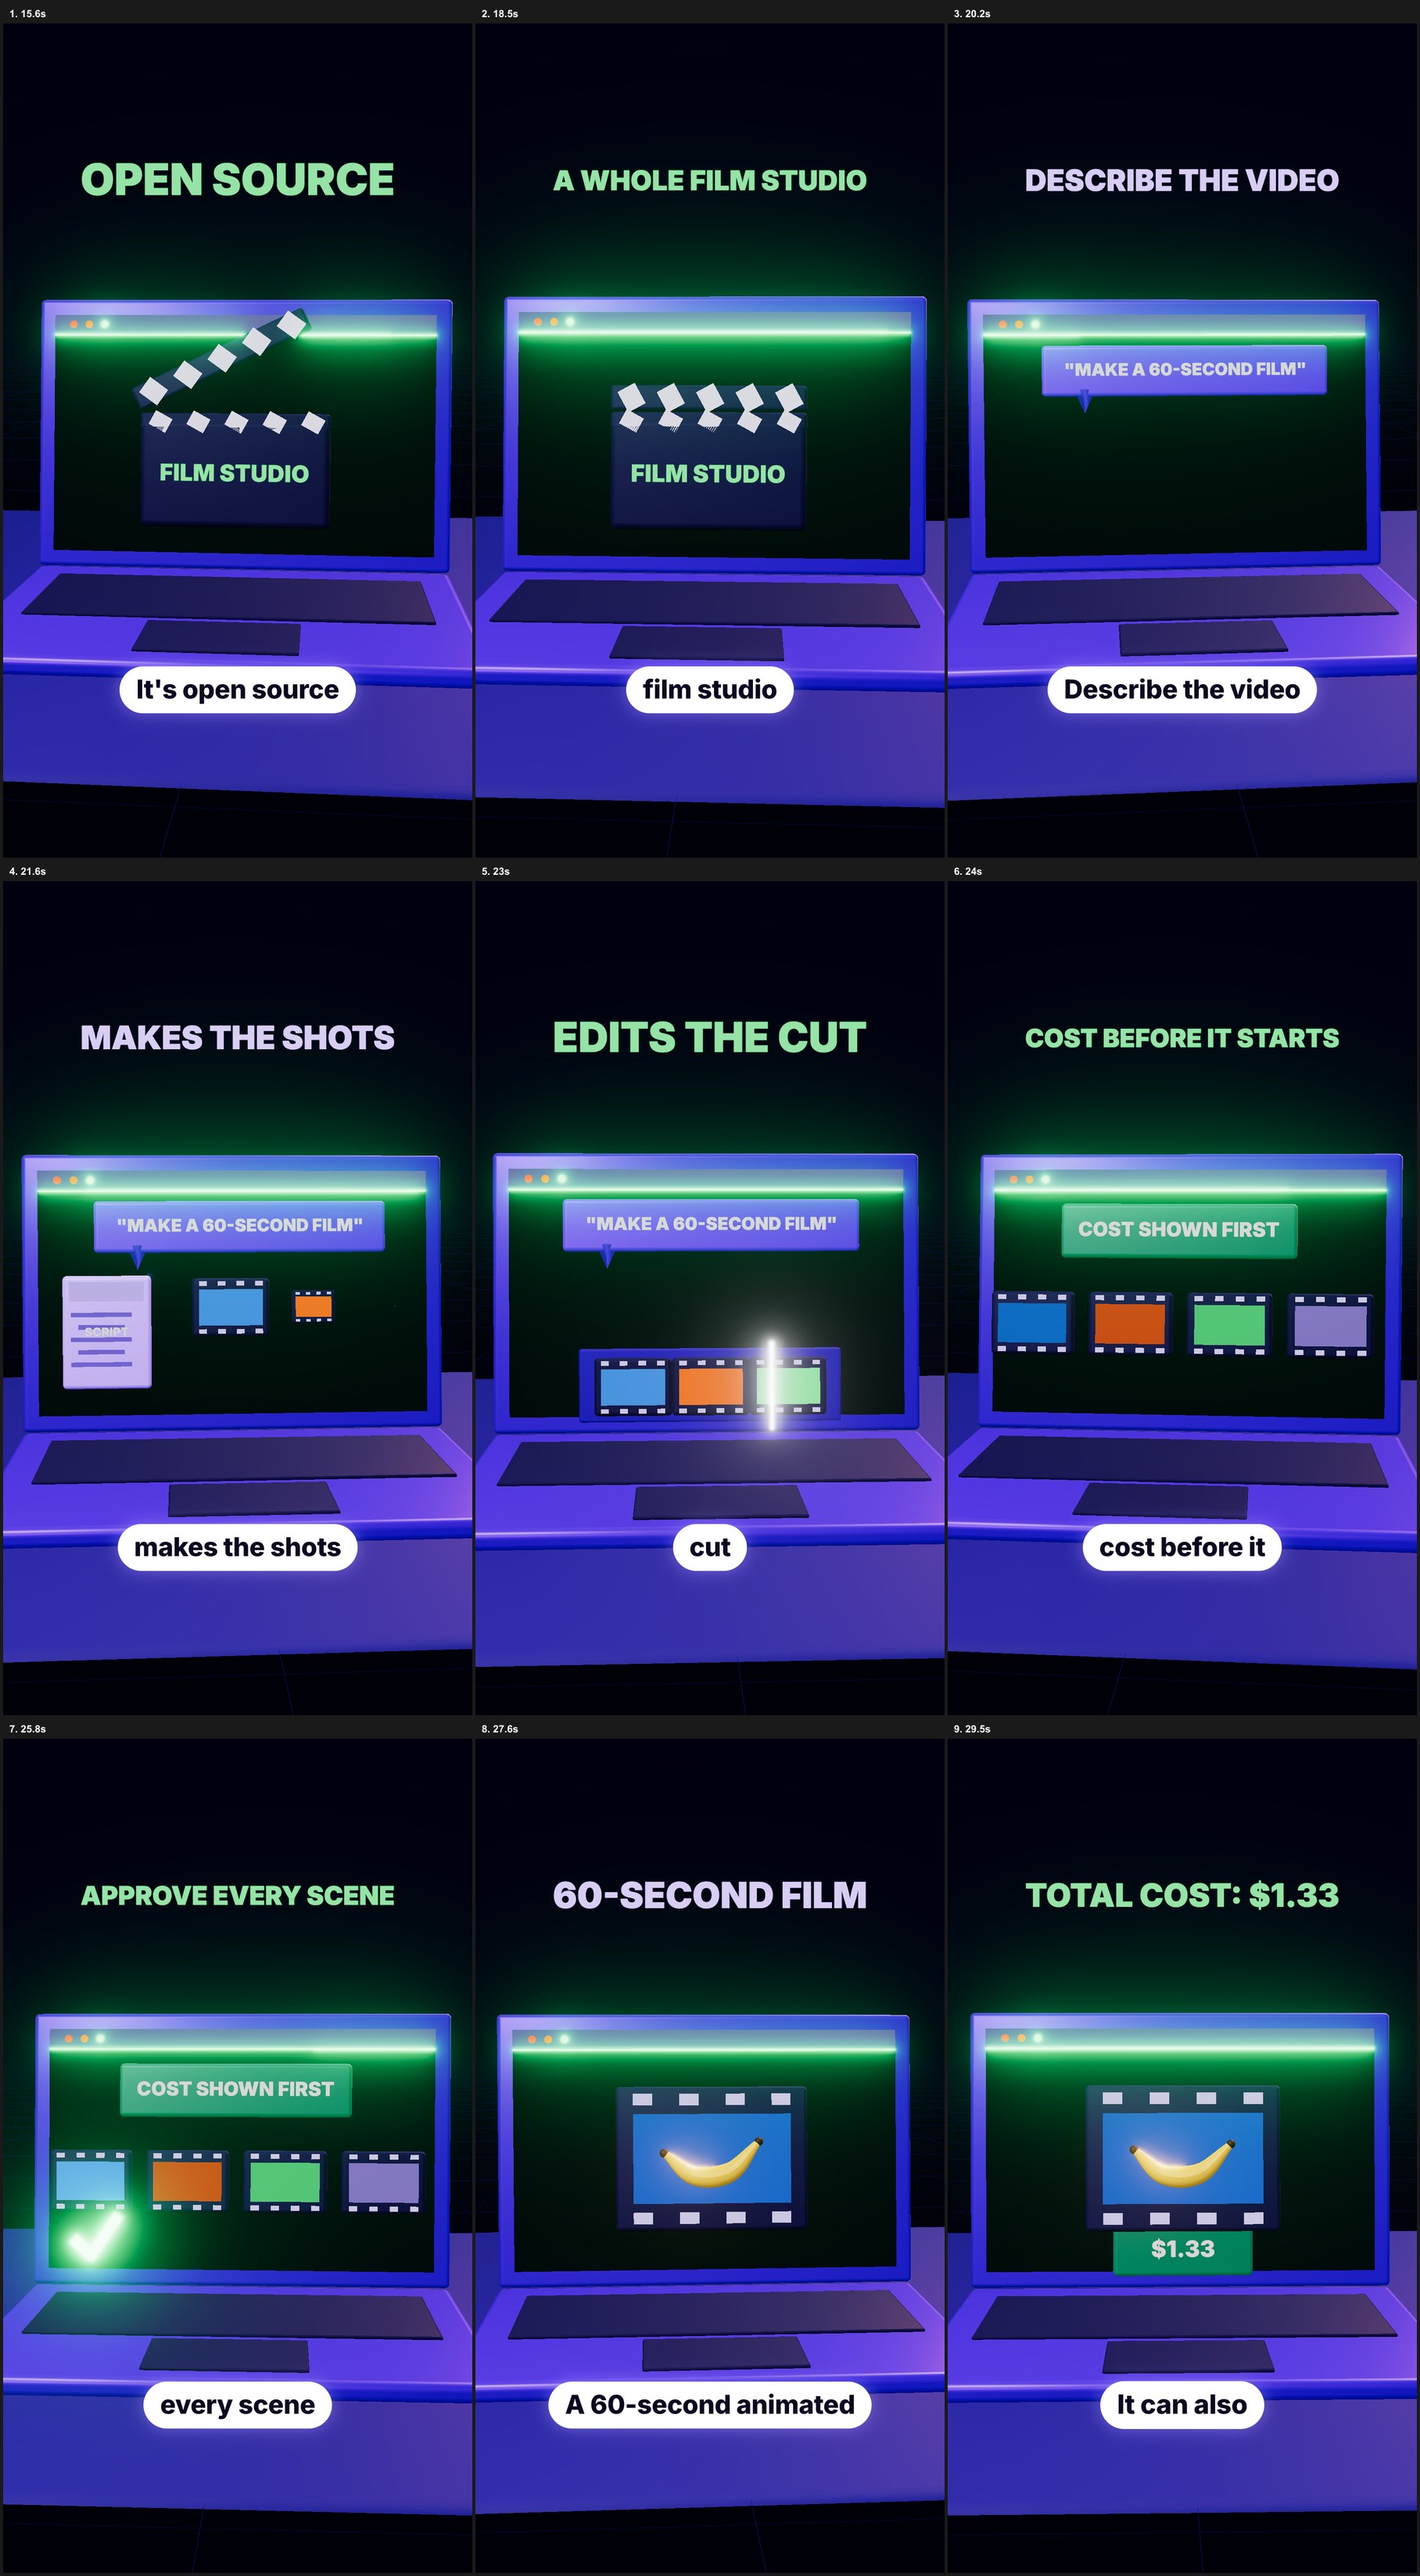 1. 15.6s
OPEN SOURCE
FILM STUDIO
It's open source
2. 18.5s
A WHOLE FILM STUDIO
FILM STUDIO
film studio
3. 20.2s
DESCRIBE THE VIDEO
"MAKE A 60-SECOND FILM"
Describe the video
4. 21.6s
MAKES THE SHOTS
"MAKE A 60-SECOND FILM"
SCRIPT
makes the shots
5. 23s
EDITS THE CUT
"MAKE A 60-SECOND FILM"
cut
6. 24s
COST BEFORE IT STARTS
COST SHOWN FIRST
cost before it
7. 25.8s
APPROVE EVERY SCENE
COST SHOWN FIRST
every scene
8. 27.6s
60-SECOND FILM
A 60-second animated
9. 29.5s
TOTAL COST: $1.33
$1.33
It can also